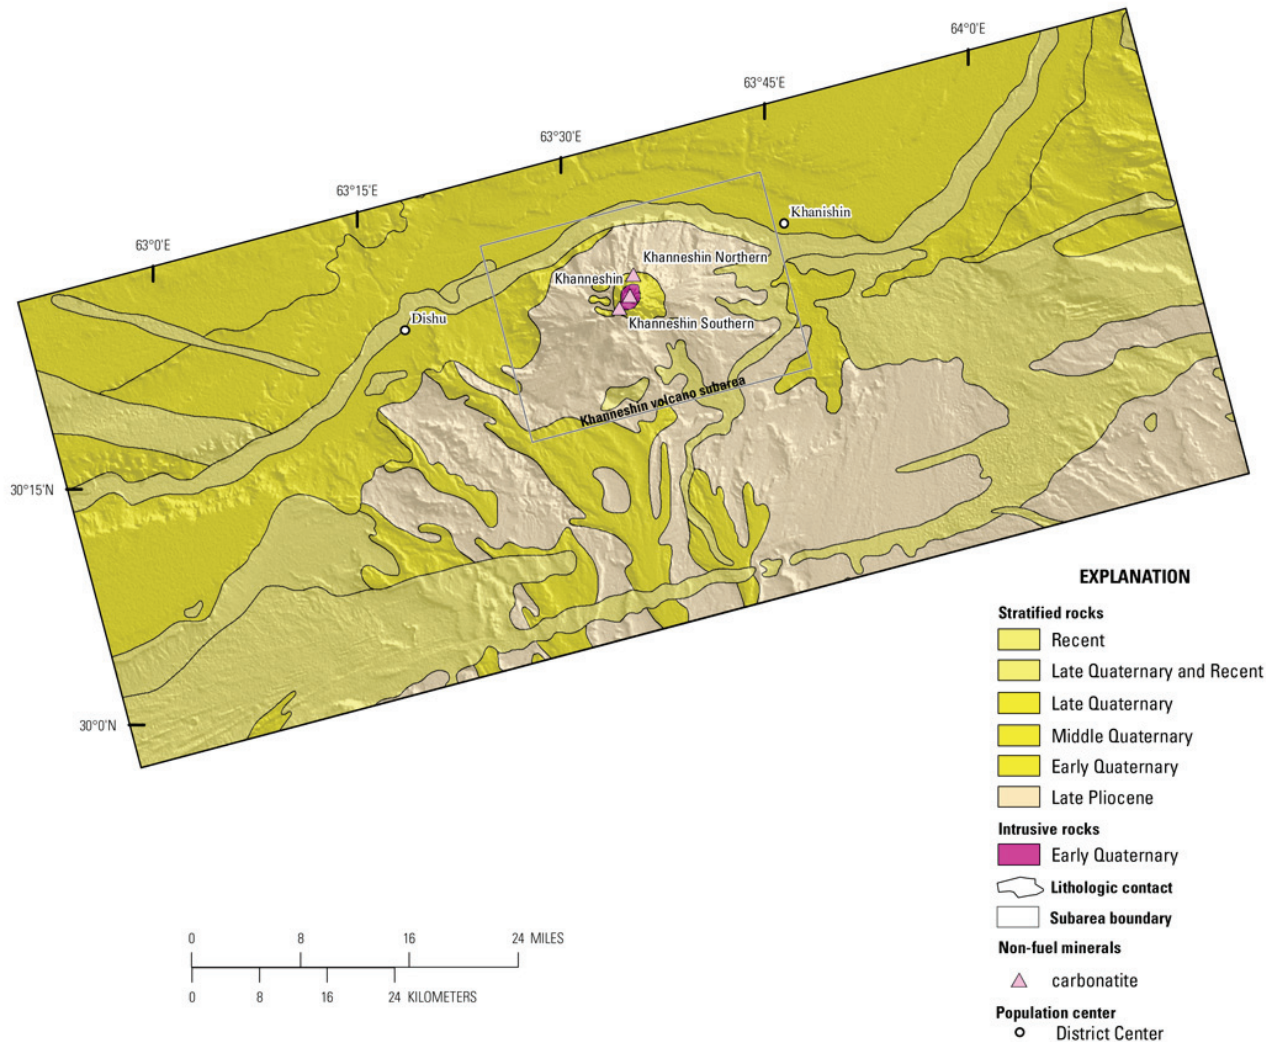 64°0'E
63°45'E
63°30'E
63°15'E
63°0'E
Khanishin
Khanneshin Northern
Khanneshin
Dishu
Khanneshin Southern
Khanneshin volcano subarea
30°15'N
30°0'N
EXPLANATION
Stratified rocks
Recent
Late Quaternary and Recent
Late Quaternary
Middle Quaternary
Early Quaternary
Late Pliocene
Intrusive rocks
Early Quaternary
Lithologic contact
Subarea boundary
Non-fuel minerals
carbonatite
Population center
District Center
0 8 16 24 MILES
0 8 16 24 KILOMETERS